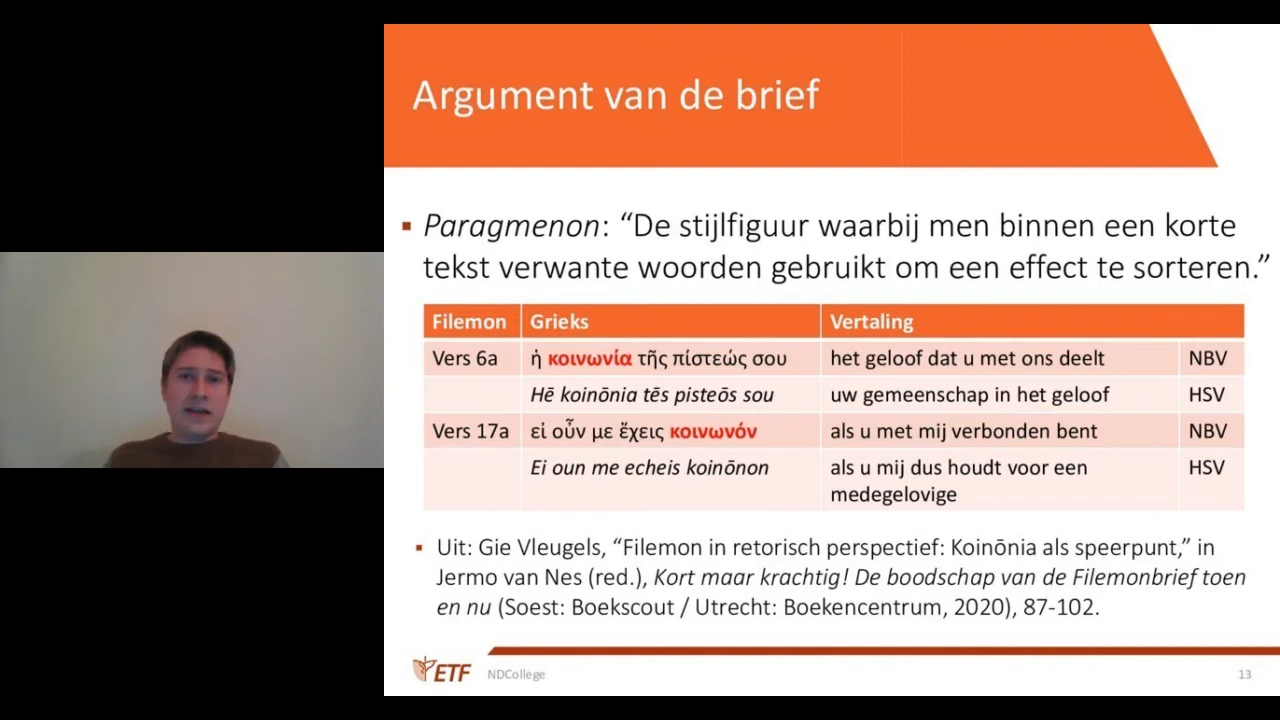 Argument van de brief
▪ Paragmenon: “De stijlfiguur waarbij men binnen een korte
tekst verwante woorden gebruikt om een effect te sorteren.”
Filemon Grieks Vertaling
Vers 6a ἡ κοινωνία τῆς πίστεώς σου het geloof dat u met ons deelt NBV
Hē koinōnia tēs pisteōs sou uw gemeenschap in het geloof HSV
Vers 17a εἰ οὖν με ἔχεις κοινωνόν als u met mij verbonden bent NBV
Ei oun me echeis koinōnon als u mij dus houdt voor een HSV
medegelovige
▪ Uit: Gie Vleugels, “Filemon in retorisch perspectief: Koinōnia als speerpunt,” in
Jermo van Nes (red.), Kort maar krachtig! De boodschap van de Filemonbrief toen
en nu (Soest: Boekscout / Utrecht: Boekencentrum, 2020), 87-102.
ETF NDCollege 13